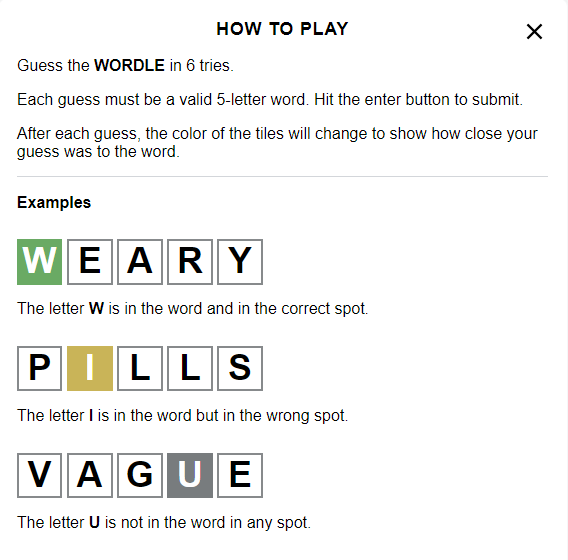 HOW TO PLAY
Guess the WORDLE in 6 tries.
Each guess must be a valid 5-letter word. Hit the enter button to submit.
After each guess, the color of the tiles will change to show how close your
guess was to the word.
Examples
WEARY
The letter W is in the word and in the correct spot.
PILLS
The letter I is in the word but in the wrong spot.
VAGUE
The letter U is not in the word in any spot.